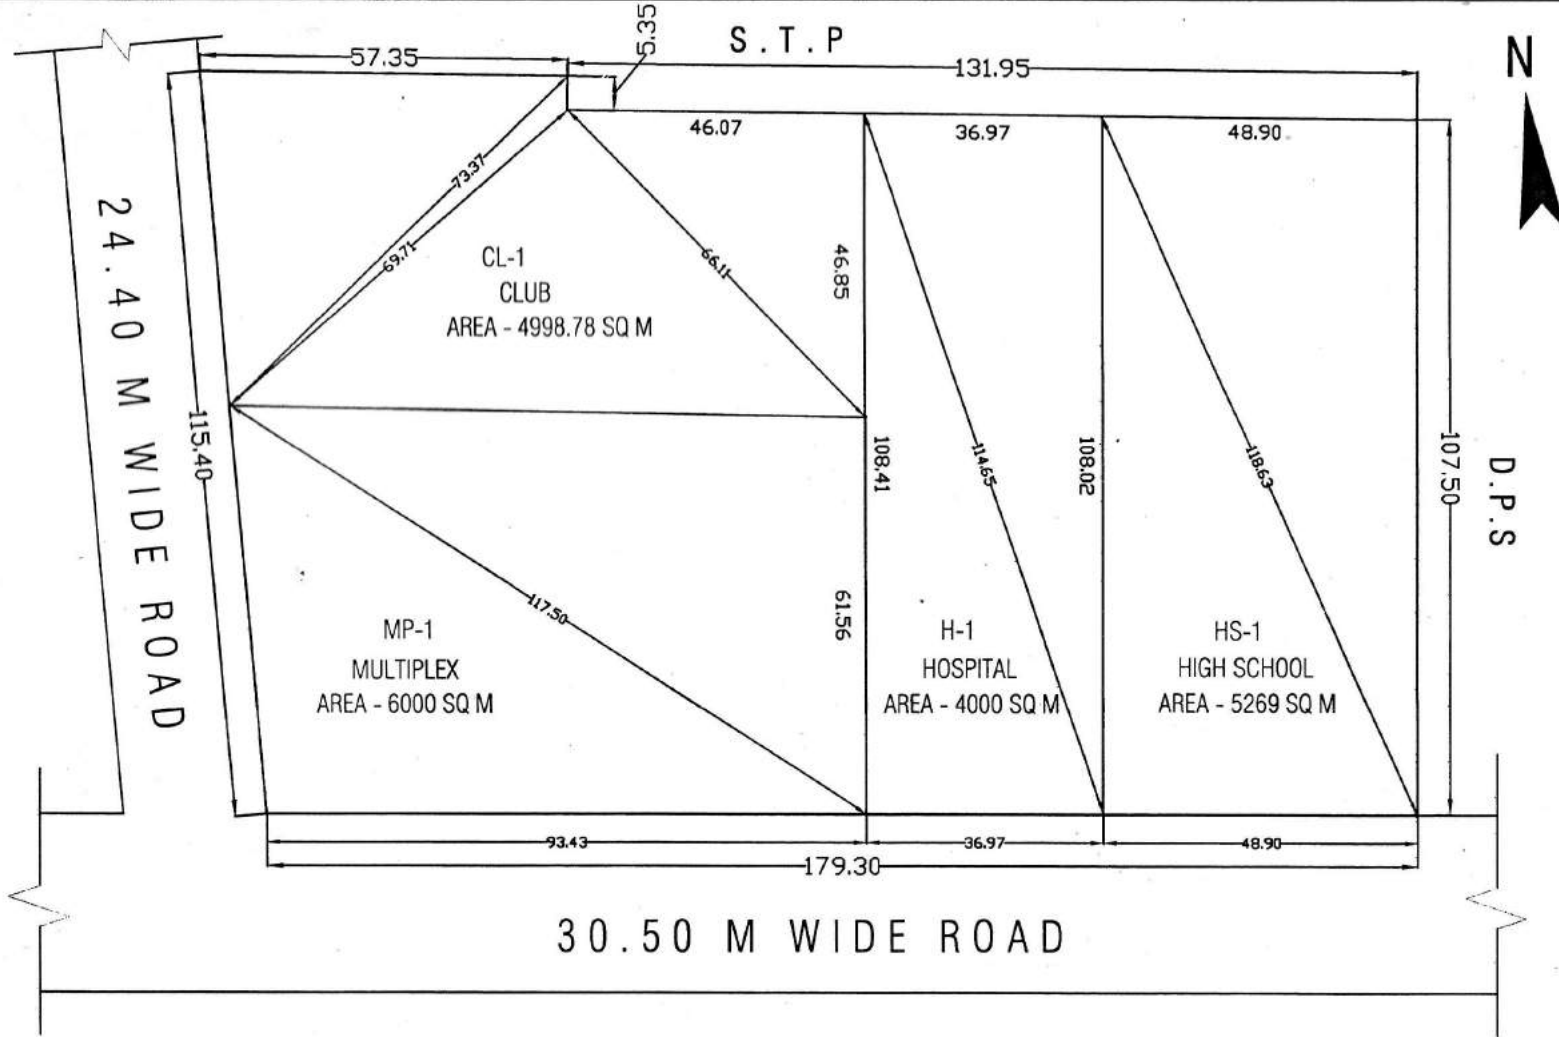 5.35
S.T.P
N
57.35
131.95
46.07
36.97
48.90
73.37
69.71
66.11
46.85
CL-1
CLUB
AREA - 4998.78 SQ M
24.40 M WIDE ROAD
115.40
108.41
114.65
108.02
118.63
107.50
D.P.S
117.50
61.56
MP-1
MULTIPLEX
AREA - 6000 SQ M
H-1
HOSPITAL
AREA - 4000 SQ M
HS-1
HIGH SCHOOL
AREA - 5269 SQ M
93.43
36.97
48.90
179.30
30.50 M WIDE ROAD